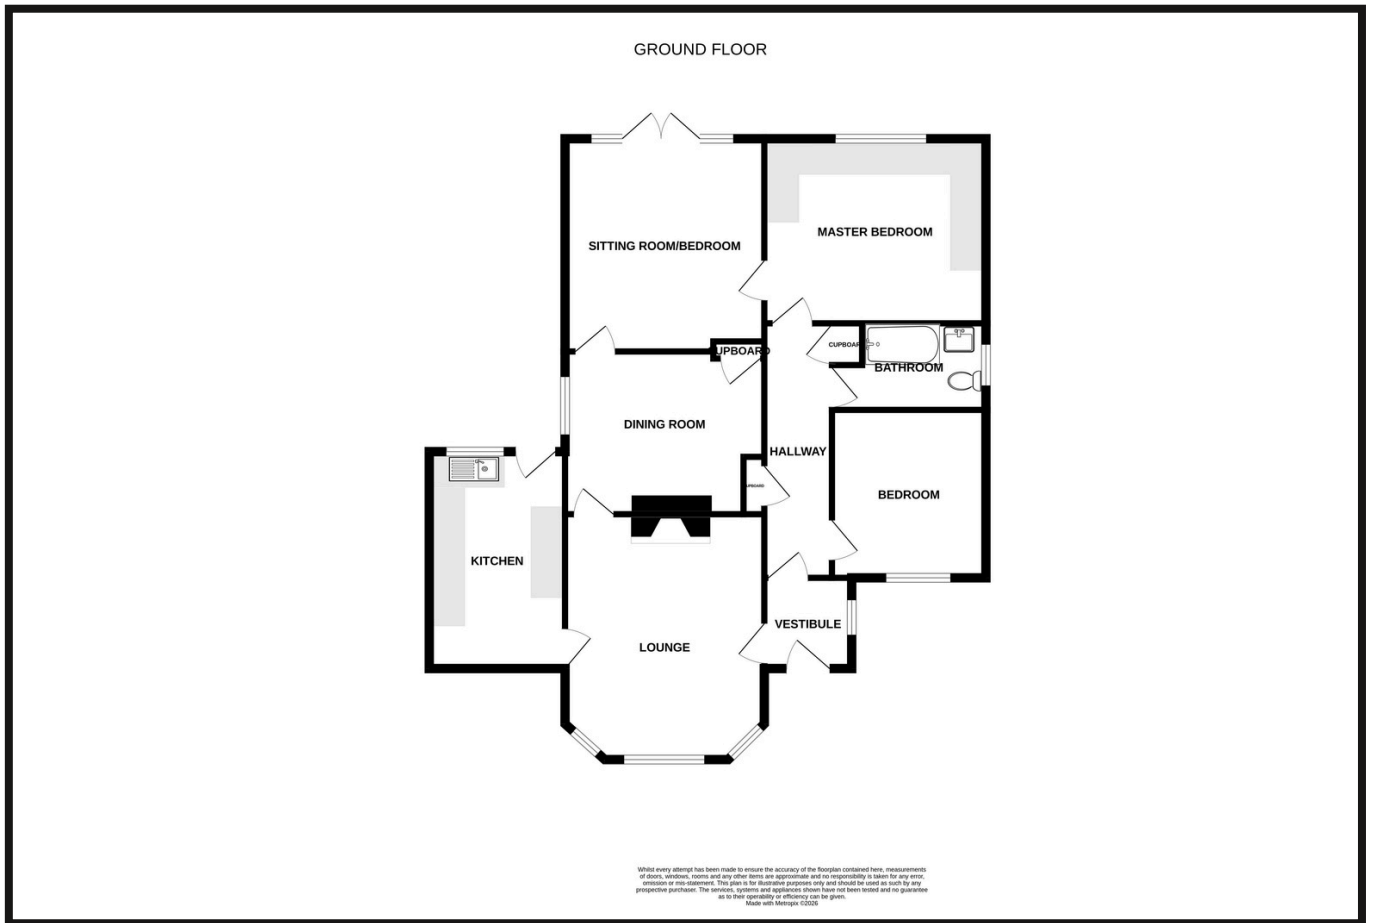 GROUND FLOOR
SITTING ROOM/BEDROOM
MASTER BEDROOM
CUPBOARD
UPBOARD
CUPBOAR
BATHROOM
DINING ROOM
HALLWAY
UPBOARD
BEDROOM
KITCHEN
LOUNGE
VESTIBULE
Whilst every attempt has been made to ensure the accuracy of the floorplan contained here, measurements
of doors, windows, rooms and any other items are approximate and no responsibility is taken for any error,
omission or mis-statement. This plan is for illustrative purposes only and should be used as such by any
prospective purchaser. The services, systems and appliances shown have not been tested and no guarantee
as to their operability or efficiency can be given.
Made with Metropix ©2026